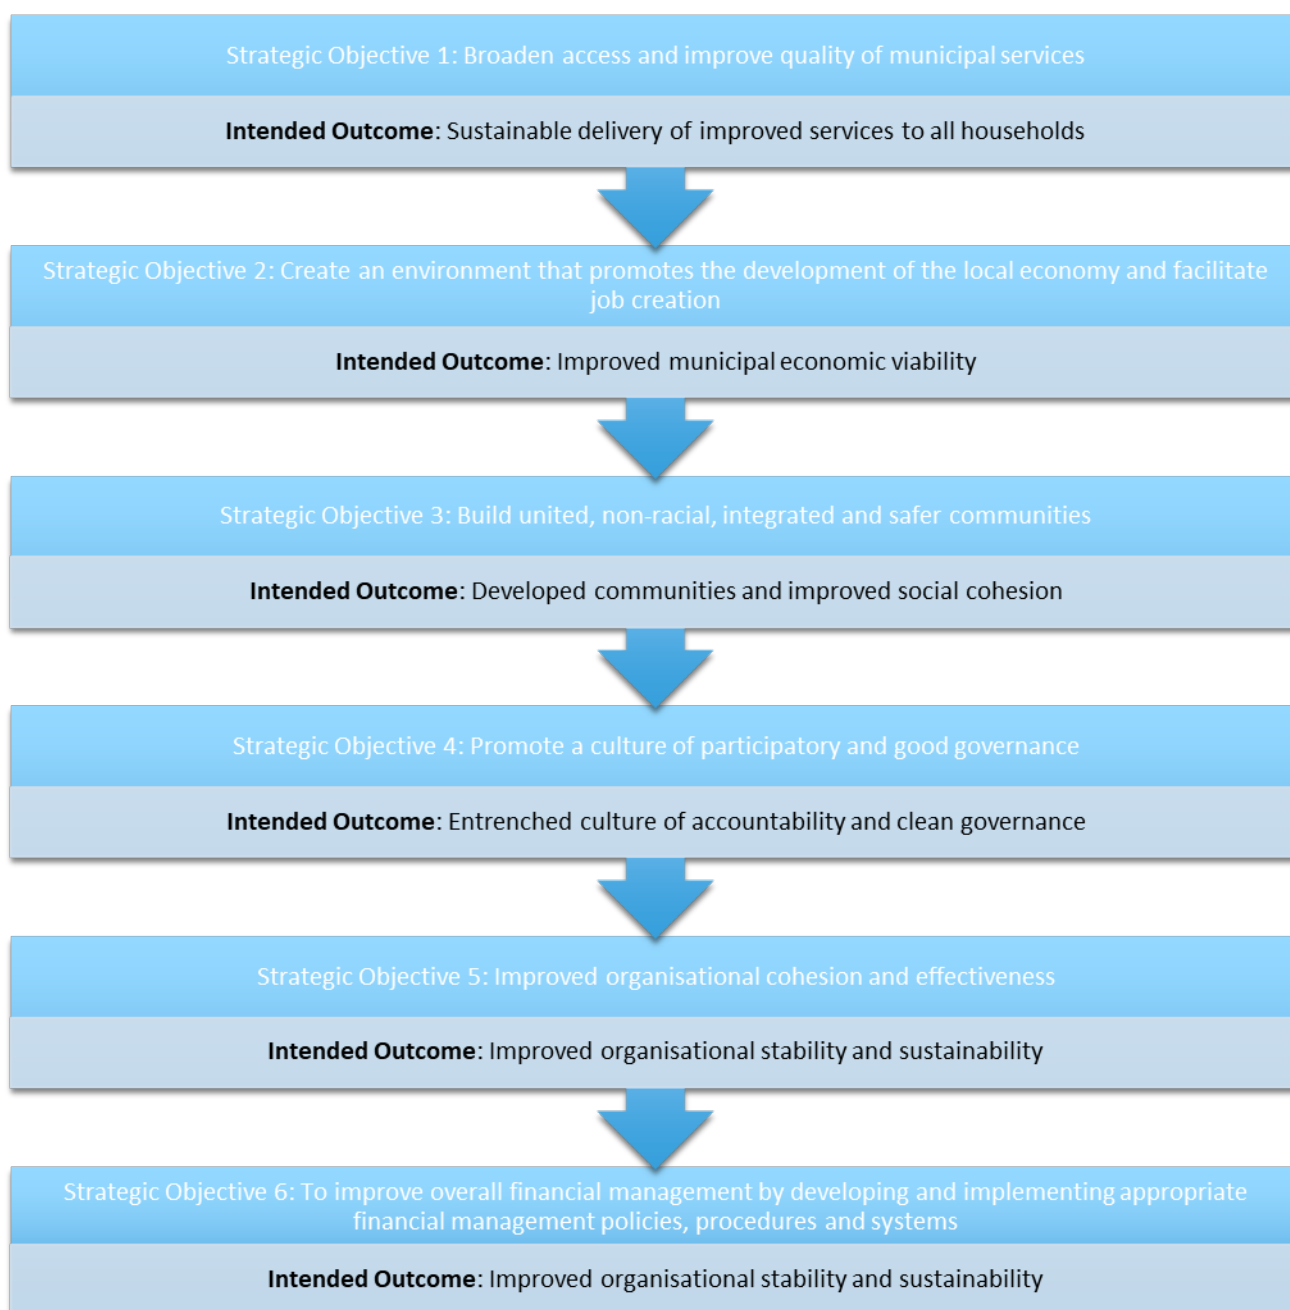 Strategic Objective 1: Broaden access and improve quality of municipal services
Intended Outcome: Sustainable delivery of improved services to all households
Strategic Objective 2: Create an environment that promotes the development of the local economy and facilitate
job creation
Intended Outcome: Improved municipal economic viability
Strategic Objective 3: Build united, non-racial, integrated and safer communities
Intended Outcome: Developed communities and improved social cohesion
Strategic Objective 4: Promote a culture of participatory and good governance
Intended Outcome: Entrenched culture of accountability and clean governance
Strategic Objective 5: Improved organisational cohesion and effectiveness
Intended Outcome: Improved organisational stability and sustainability
Strategic Objective 6: To improve overall financial management by developing and implementing appropriate
financial management policies, procedures and systems
Intended Outcome: Improved organisational stability and sustainability